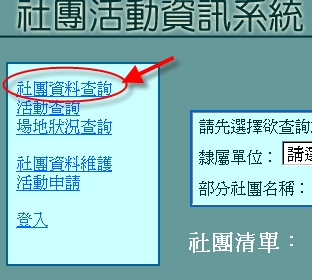 社團活動資訊系統
社團資料查詢
活動查詢
場地狀況查詢
社團資料維護
活動申請
登入
請先選擇欲查詢
隸屬單位：
部分社團名稱：
社團清單：